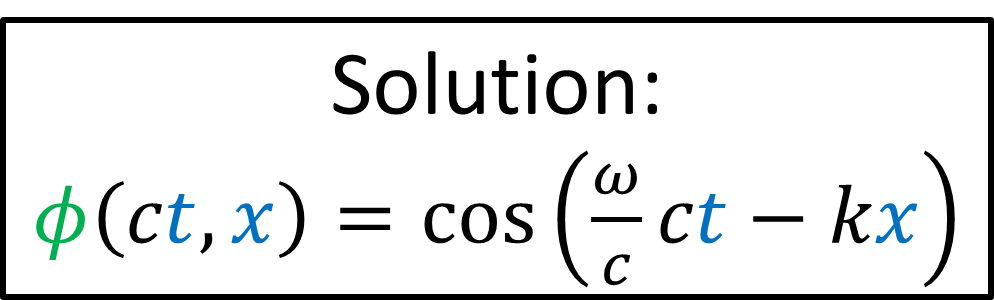 Solution:
𝜙(𝑐𝑡, 𝑥) = cos(𝜔/𝑐 𝑐𝑡 − 𝑘𝑥)